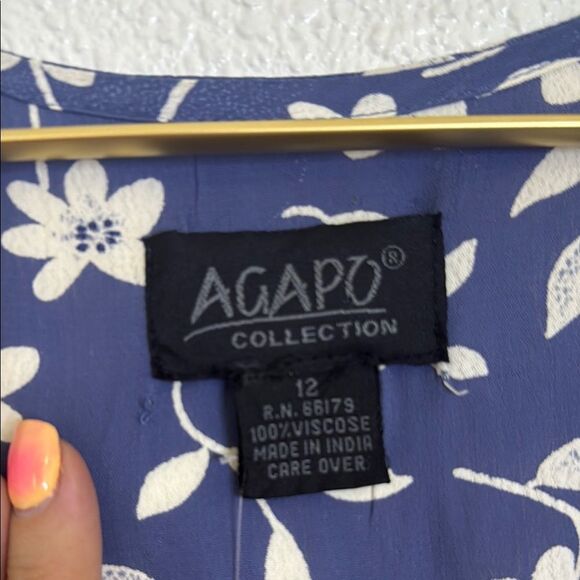 AGAPO®
COLLECTION
12
R.N. 66179
100% VISCOSE
MADE IN INDIA
CARE OVER